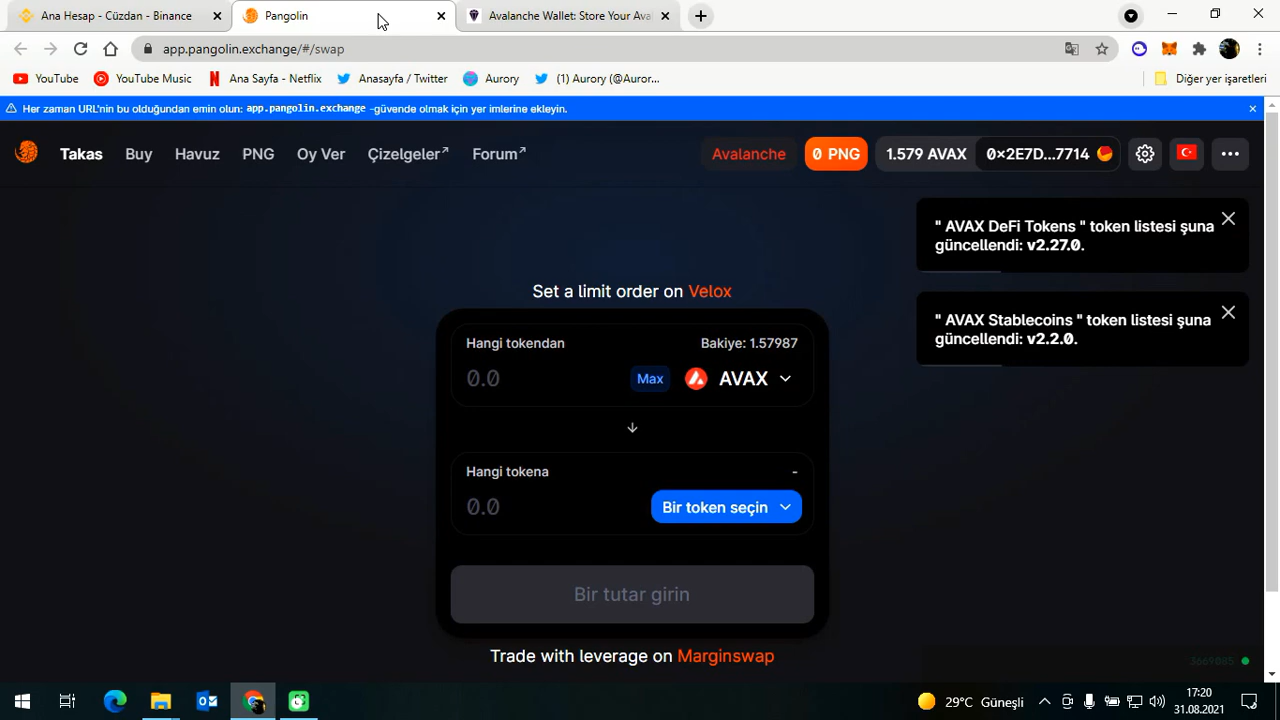 Ana Hesap - Cüzdan - Binance
Pangolin
Avalanche Wallet: Store Your Ava
app.pangolin.exchange/#/swap
YouTube
YouTube Music
Ana Sayfa - Netflix
Anasayfa / Twitter
Aurory
(1) Aurory (@Auror...
Diğer yer işaretleri
Her zaman URL'nin bu olduğundan emin olun: app.pangolin.exchange -güvende olmak için yer imlerine ekleyin.
Takas
Buy
Havuz
PNG
Oy Ver
Çizelgeler↗
Forum↗
Avalanche
0 PNG
1.579 AVAX
0×2E7D...7714
" AVAX DeFi Tokens " token listesi şuna
güncellendi: v2.27.0.
" AVAX Stablecoins " token listesi şuna
güncellendi: v2.2.0.
Set a limit order on Velox
Hangi tokendan
Bakiye: 1.57987
0.0
Max
AVAX
Hangi tokena
-
0.0
Bir token seçin
Bir tutar girin
Trade with leverage on Marginswap
3669885
29°C Güneşli
17:20
31.08.2021